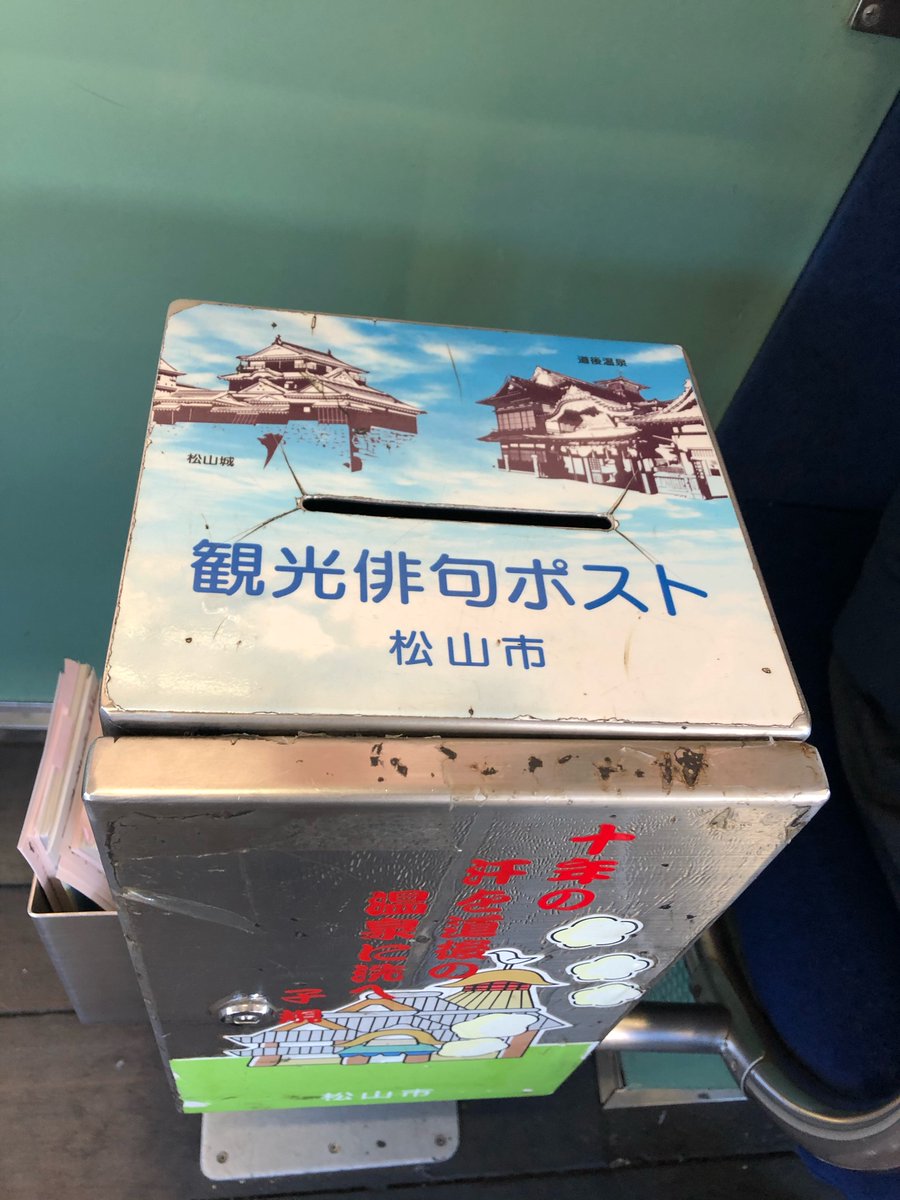 道後温泉
松山城
観光俳句ポスト
松山市
十年の
汗を道後の
温泉に洗へ
子規
松山市